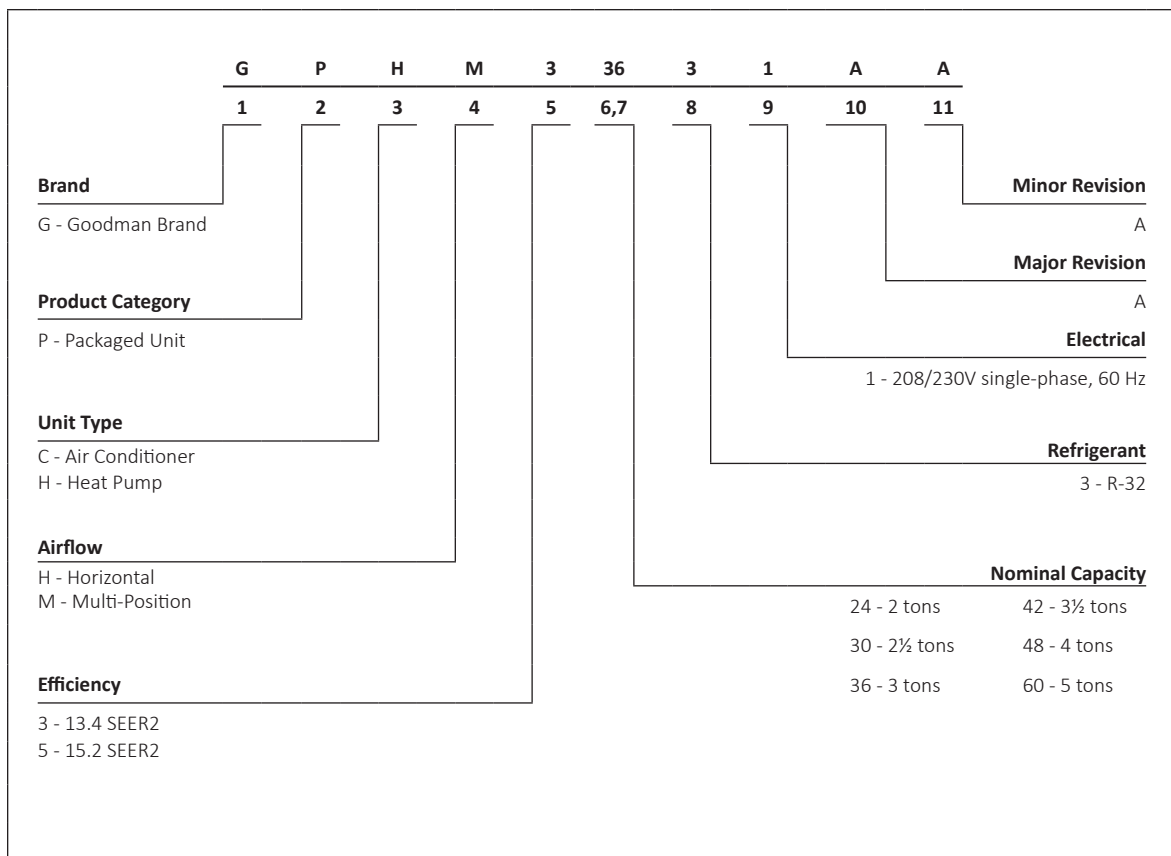 G P H M 3 36 3 1 A A
1 2 3 4 5 6,7 8 9 10 11
Brand
G - Goodman Brand
Product Category
P - Packaged Unit
Unit Type
C - Air Conditioner
H - Heat Pump
Airflow
H - Horizontal
M - Multi-Position
Efficiency
3 - 13.4 SEER2
5 - 15.2 SEER2
Minor Revision
A
Major Revision
A
Electrical
1 - 208/230V single-phase, 60 Hz
Refrigerant
3 - R-32
Nominal Capacity
24 - 2 tons 42 - 3½ tons
30 - 2½ tons 48 - 4 tons
36 - 3 tons 60 - 5 tons